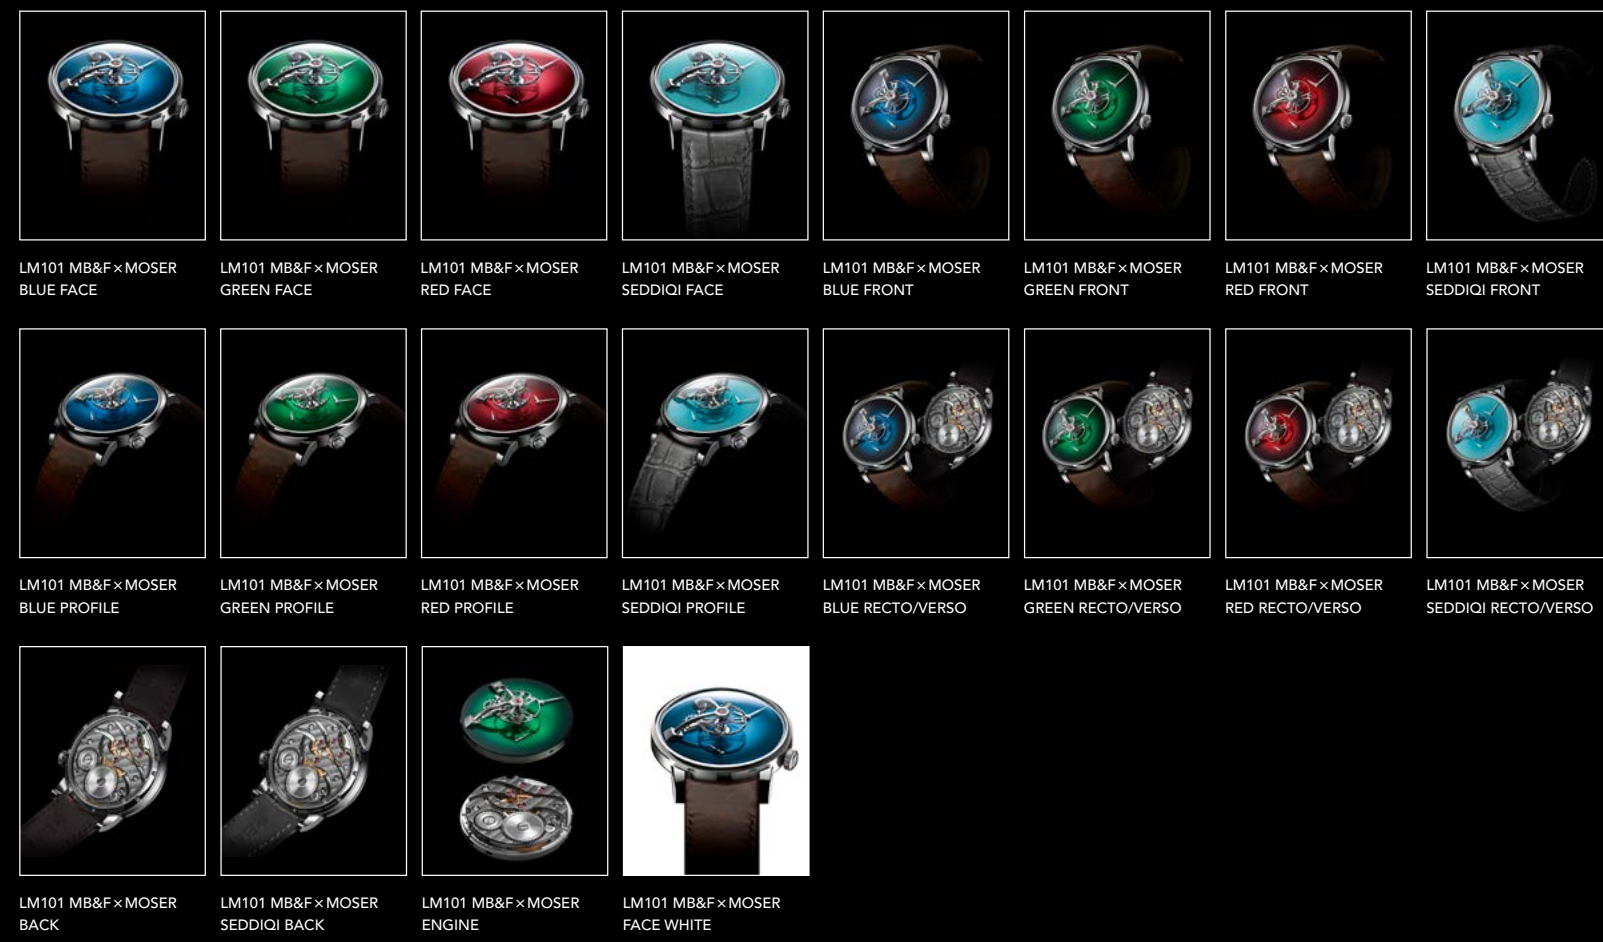 LM101 MB&F×MOSER
BLUE FACE
LM101 MB&F×MOSER
GREEN FACE
LM101 MB&F×MOSER
RED FACE
LM101 MB&F×MOSER
SEDDIQI FACE
LM101 MB&F×MOSER
BLUE FRONT
LM101 MB&F×MOSER
GREEN FRONT
LM101 MB&F×MOSER
RED FRONT
LM101 MB&F×MOSER
SEDDIQI FRONT
LM101 MB&F×MOSER
BLUE PROFILE
LM101 MB&F×MOSER
GREEN PROFILE
LM101 MB&F×MOSER
RED PROFILE
LM101 MB&F×MOSER
SEDDIQI PROFILE
LM101 MB&F×MOSER
BLUE RECTO/VERSO
LM101 MB&F×MOSER
GREEN RECTO/VERSO
LM101 MB&F×MOSER
RED RECTO/VERSO
LM101 MB&F×MOSER
SEDDIQI RECTO/VERSO
LM101 MB&F×MOSER
BACK
LM101 MB&F×MOSER
SEDDIQI BACK
LM101 MB&F×MOSER
ENGINE
LM101 MB&F×MOSER
FACE WHITE